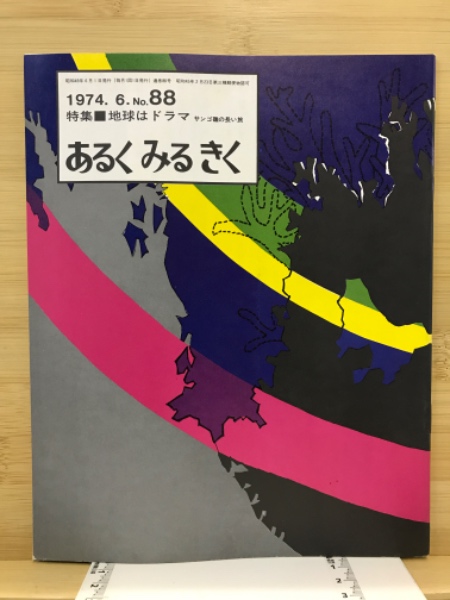 1974. 6. No.88
特集■地球はドラマ サンゴ礁の長い旅
あるく みる きく